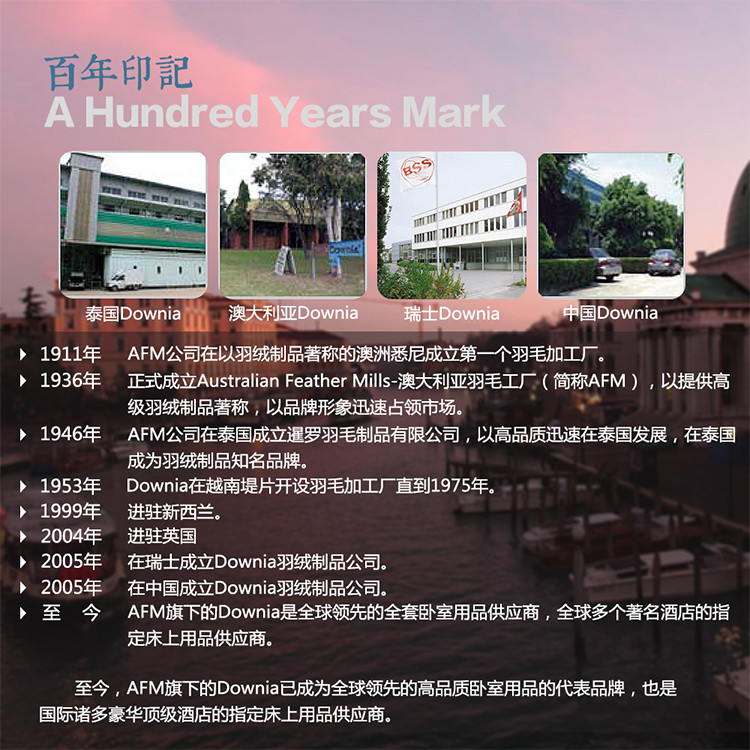 百年印記
A Hundred Years Mark
BSS
Downia
泰国Downia
澳大利亚Downia
瑞士Downia
中国Downia
1911年 AFM公司在以羽绒制品著称的澳洲悉尼成立第一个羽毛加工厂。
1936年 正式成立Australian Feather Mills-澳大利亚羽毛工厂（简称AFM），以提供高
级羽绒制品著称，以品牌形象迅速占领市场。
1946年 AFM公司在泰国成立暹罗羽毛制品有限公司，以高品质迅速在泰国发展，在泰国
成为羽绒制品知名品牌。
1953年 Downia在越南堤片开设羽毛加工厂直到1975年。
1999年 进驻新西兰。
2004年 进驻英国
2005年 在瑞士成立Downia羽绒制品公司。
2005年 在中国成立Downia羽绒制品公司。
至 今 AFM旗下的Downia是全球领先的全套卧室用品供应商，全球多个著名酒店的指
定床上用品供应商。
至今，AFM旗下的Downia已成为全球领先的高品质卧室用品的代表品牌，也是
国际诸多豪华顶级酒店的指定床上用品供应商。